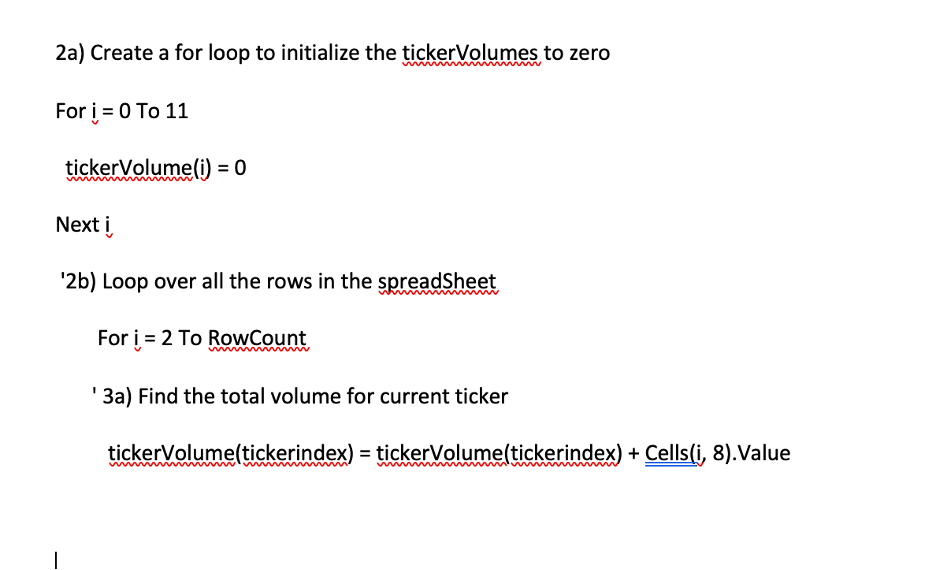 2a) Create a for loop to initialize the tickerVolumes to zero
For i = 0 To 11
tickerVolume(i) = 0
Next i
'2b) Loop over all the rows in the spreadSheet
For i = 2 To RowCount
' 3a) Find the total volume for current ticker
tickerVolume(tickerindex) = tickerVolume(tickerindex) + Cells(i, 8).Value